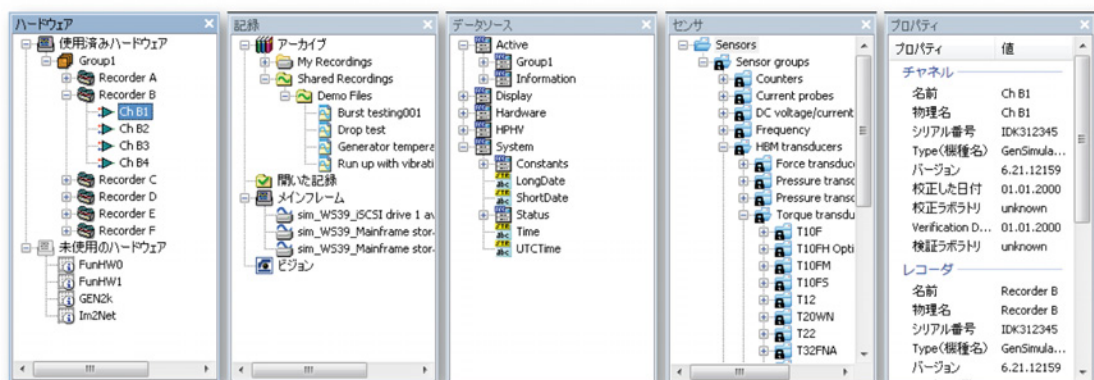 ハードウェア
使用済みハードウェア
Group1
Recorder A
Recorder B
Ch B1
Ch B2
Ch B3
Ch B4
Recorder C
Recorder D
Recorder E
Recorder F
未使用のハードウェア
FunHW0
FunHW1
GEN2k
Im2Net
記録
アーカイブ
My Recordings
Shared Recordings
Demo Files
Burst testing001
Drop test
Generator tempera
Run up with vibrati
開いた記録
メインフレーム
sim_WS39_iSCSI drive 1 av
sim_WS39_Mainframe stor
sim_WS39_Mainframe stor
ビジョン
データソース
Active
Group1
Information
Display
Hardware
HPHV
System
Constants
LongDate
ShortDate
Status
Time
UTCTime
センサ
Sensors
Sensor groups
Counters
Current probes
DC voltage/current
Frequency
HBM transducers
Force transduc
Pressure transc
Pressure transc
Torque transdu
T10F
T10FH Opti
T10FM
T10FS
T12
T20WN
T22
T32FNA
プロパティ
プロパティ 値
チャネル
名前 Ch B1
物理名 Ch B1
シリアル番号 IDK312345
Type(機種名) GenSimula...
バージョン 6.21.12159
校正した日付 01.01.2000
校正ラボラトリ unknown
Verification D... 01.01.2000
検証ラボラトリ unknown
レコーダ
名前 Recorder B
物理名 Recorder B
シリアル番号 IDK312345
Type(機種名) GenSimula...
バージョン 6.21.12159